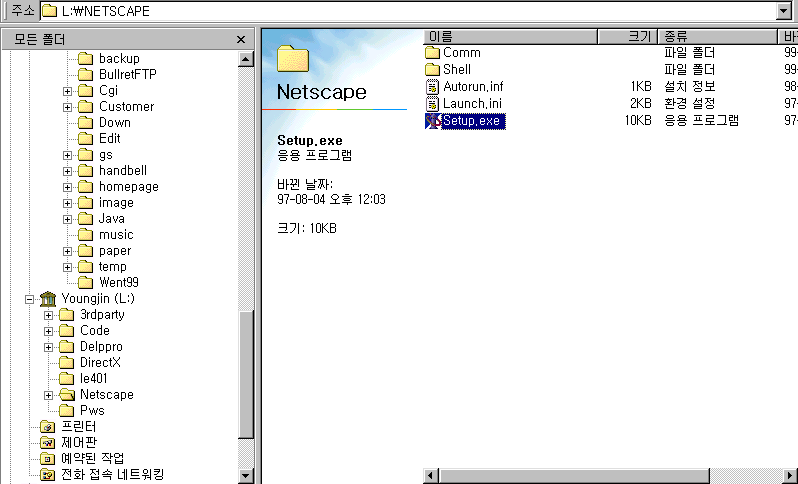 주소 L:\NETSCAPE
모든 폴더
backup
BullretFTP
Cgi
Customer
Down
Edit
gs
handbell
homepage
image
Java
music
paper
temp
Went99
Youngjin (L:)
3rdparty
Code
Delppro
DirectX
Ie401
Netscape
Pws
프린터
제어판
예약된 작업
전화 접속 네트워킹
Netscape
Setup.exe
응용 프로그램
바뀐 날짜:
97-08-04 오후 12:03
크기: 10KB
이름 크기 종류 바
Comm 파일 폴더 99
Shell 파일 폴더 99
Autorun.inf 1KB 설치 정보 98
Launch.ini 2KB 환경 설정 97
Setup.exe 10KB 응용 프로그램 97